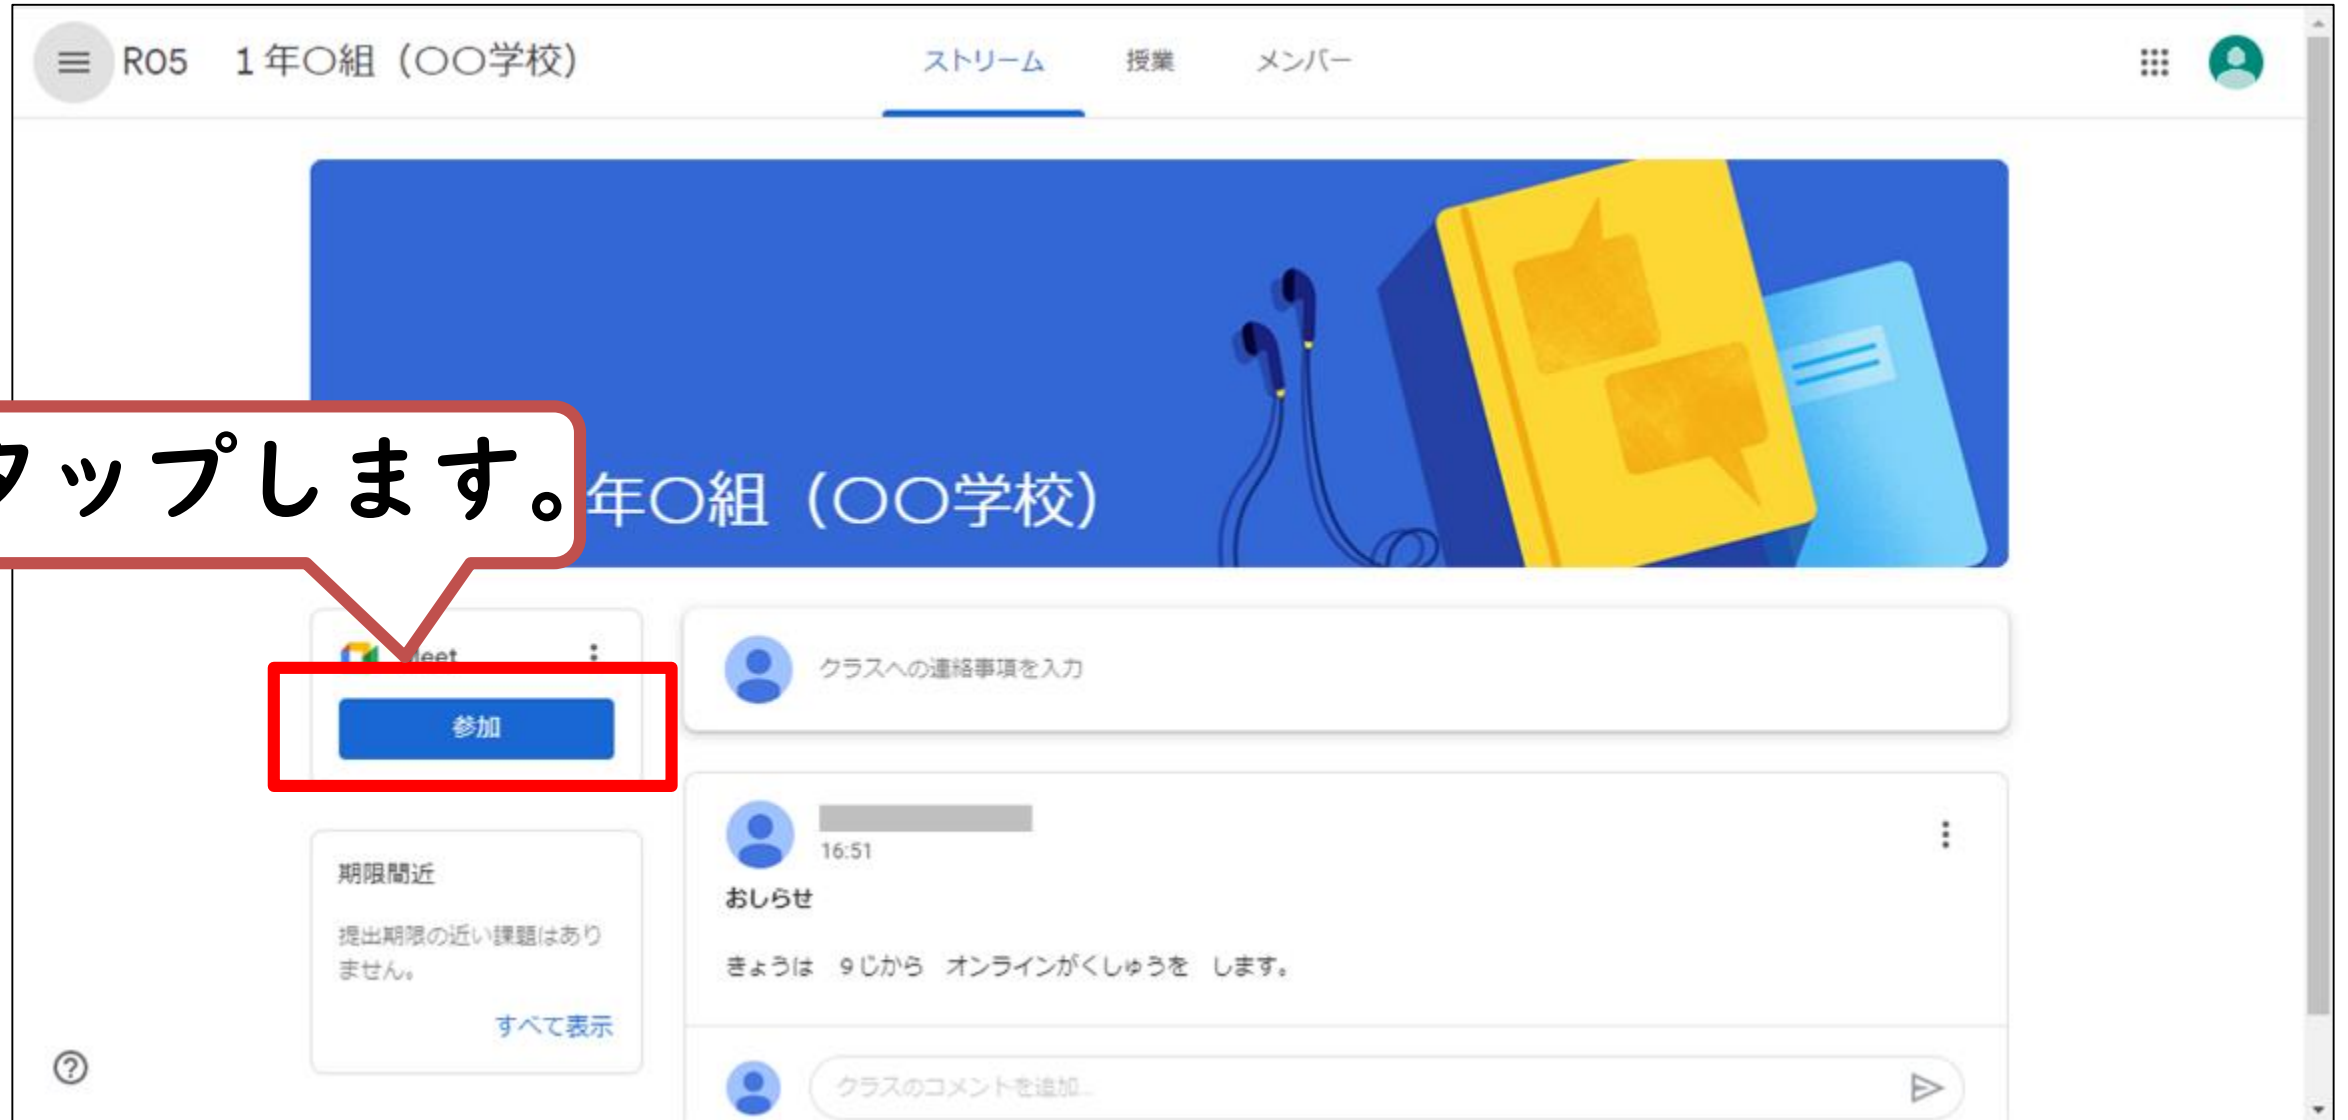 R05　1年〇組（〇〇学校）
ストリーム　授業　メンバー
タップします。
年〇組（〇〇学校）
Meet
参加
クラスへの連絡事項を入力
16:51
おしらせ
きょうは　9じから　オンラインがくしゅうを　します。
期限間近
提出期限の近い課題はあり
ません。
すべて表示
クラスのコメントを追加...